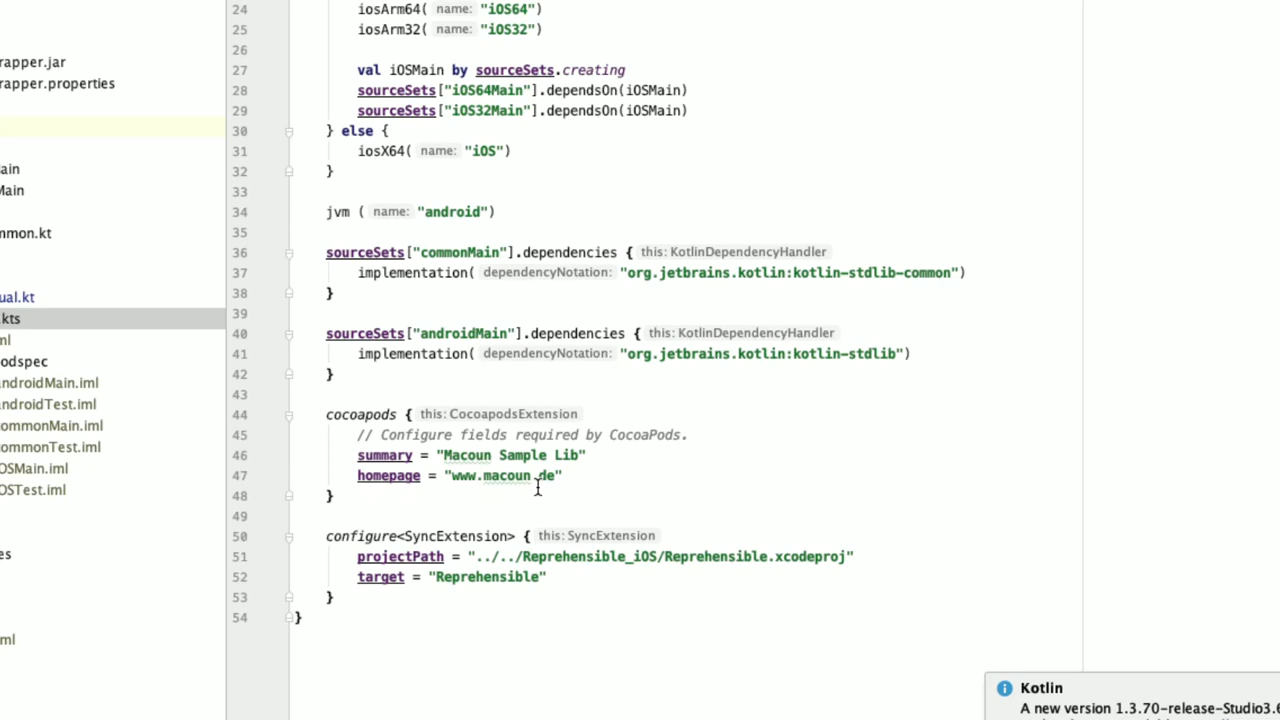 rapper.jar
rapper.properties
ain
Main
mmon.kt
ual.kt
.kts
ml
odspec
androidMain.iml
androidTest.iml
commonMain.iml
commonTest.iml
OSMain.iml
OSTest.iml
es
ml
24 iosArm64( name: "iOS64")
25 iosArm32( name: "iOS32")
26
27 val iOSMain by sourceSets.creating
28 sourceSets["iOS64Main"].dependsOn(iOSMain)
29 sourceSets["iOS32Main"].dependsOn(iOSMain)
30 } else {
31 iosX64( name: "iOS")
32 }
33
34 jvm ( name: "android")
35
36 sourceSets["commonMain"].dependencies { this: KotlinDependencyHandler
37 implementation( dependencyNotation: "org.jetbrains.kotlin:kotlin-stdlib-common")
38 }
39
40 sourceSets["androidMain"].dependencies { this: KotlinDependencyHandler
41 implementation( dependencyNotation: "org.jetbrains.kotlin:kotlin-stdlib")
42 }
43
44 cocoapods { this: CocoapodsExtension
45 // Configure fields required by CocoaPods.
46 summary = "Macoun Sample Lib"
47 homepage = "www.macoun.de"
48 }
49
50 configure<SyncExtension> { this: SyncExtension
51 projectPath = "../../Reprehensible_iOS/Reprehensible.xcodeproj"
52 target = "Reprehensible"
53 }
54 }
Kotlin
A new version 1.3.70-release-Studio3.6